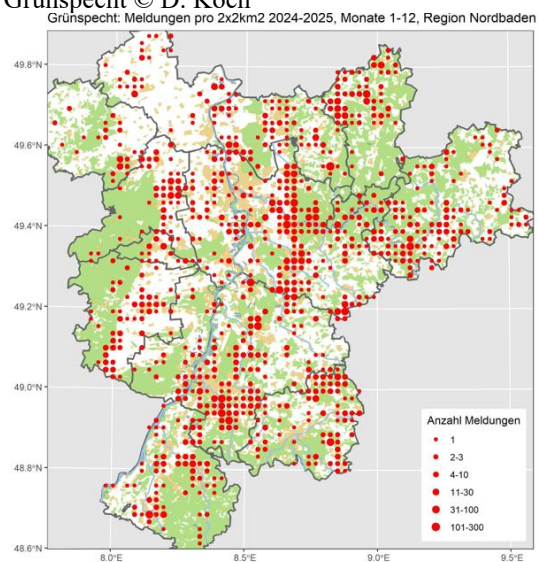 Grünspecht © D. Koch
Grünspecht: Meldungen pro 2x2km2 2024-2025, Monate 1-12, Region Nordbaden
49.8°N
49.6°N
49.4°N
49.2°N
49.0°N
48.8°N
48.6°N
Anzahl Meldungen
1
2-3
4-10
11-30
31-100
101-300
8.0°E
8.5°E
9.0°E
9.5°E